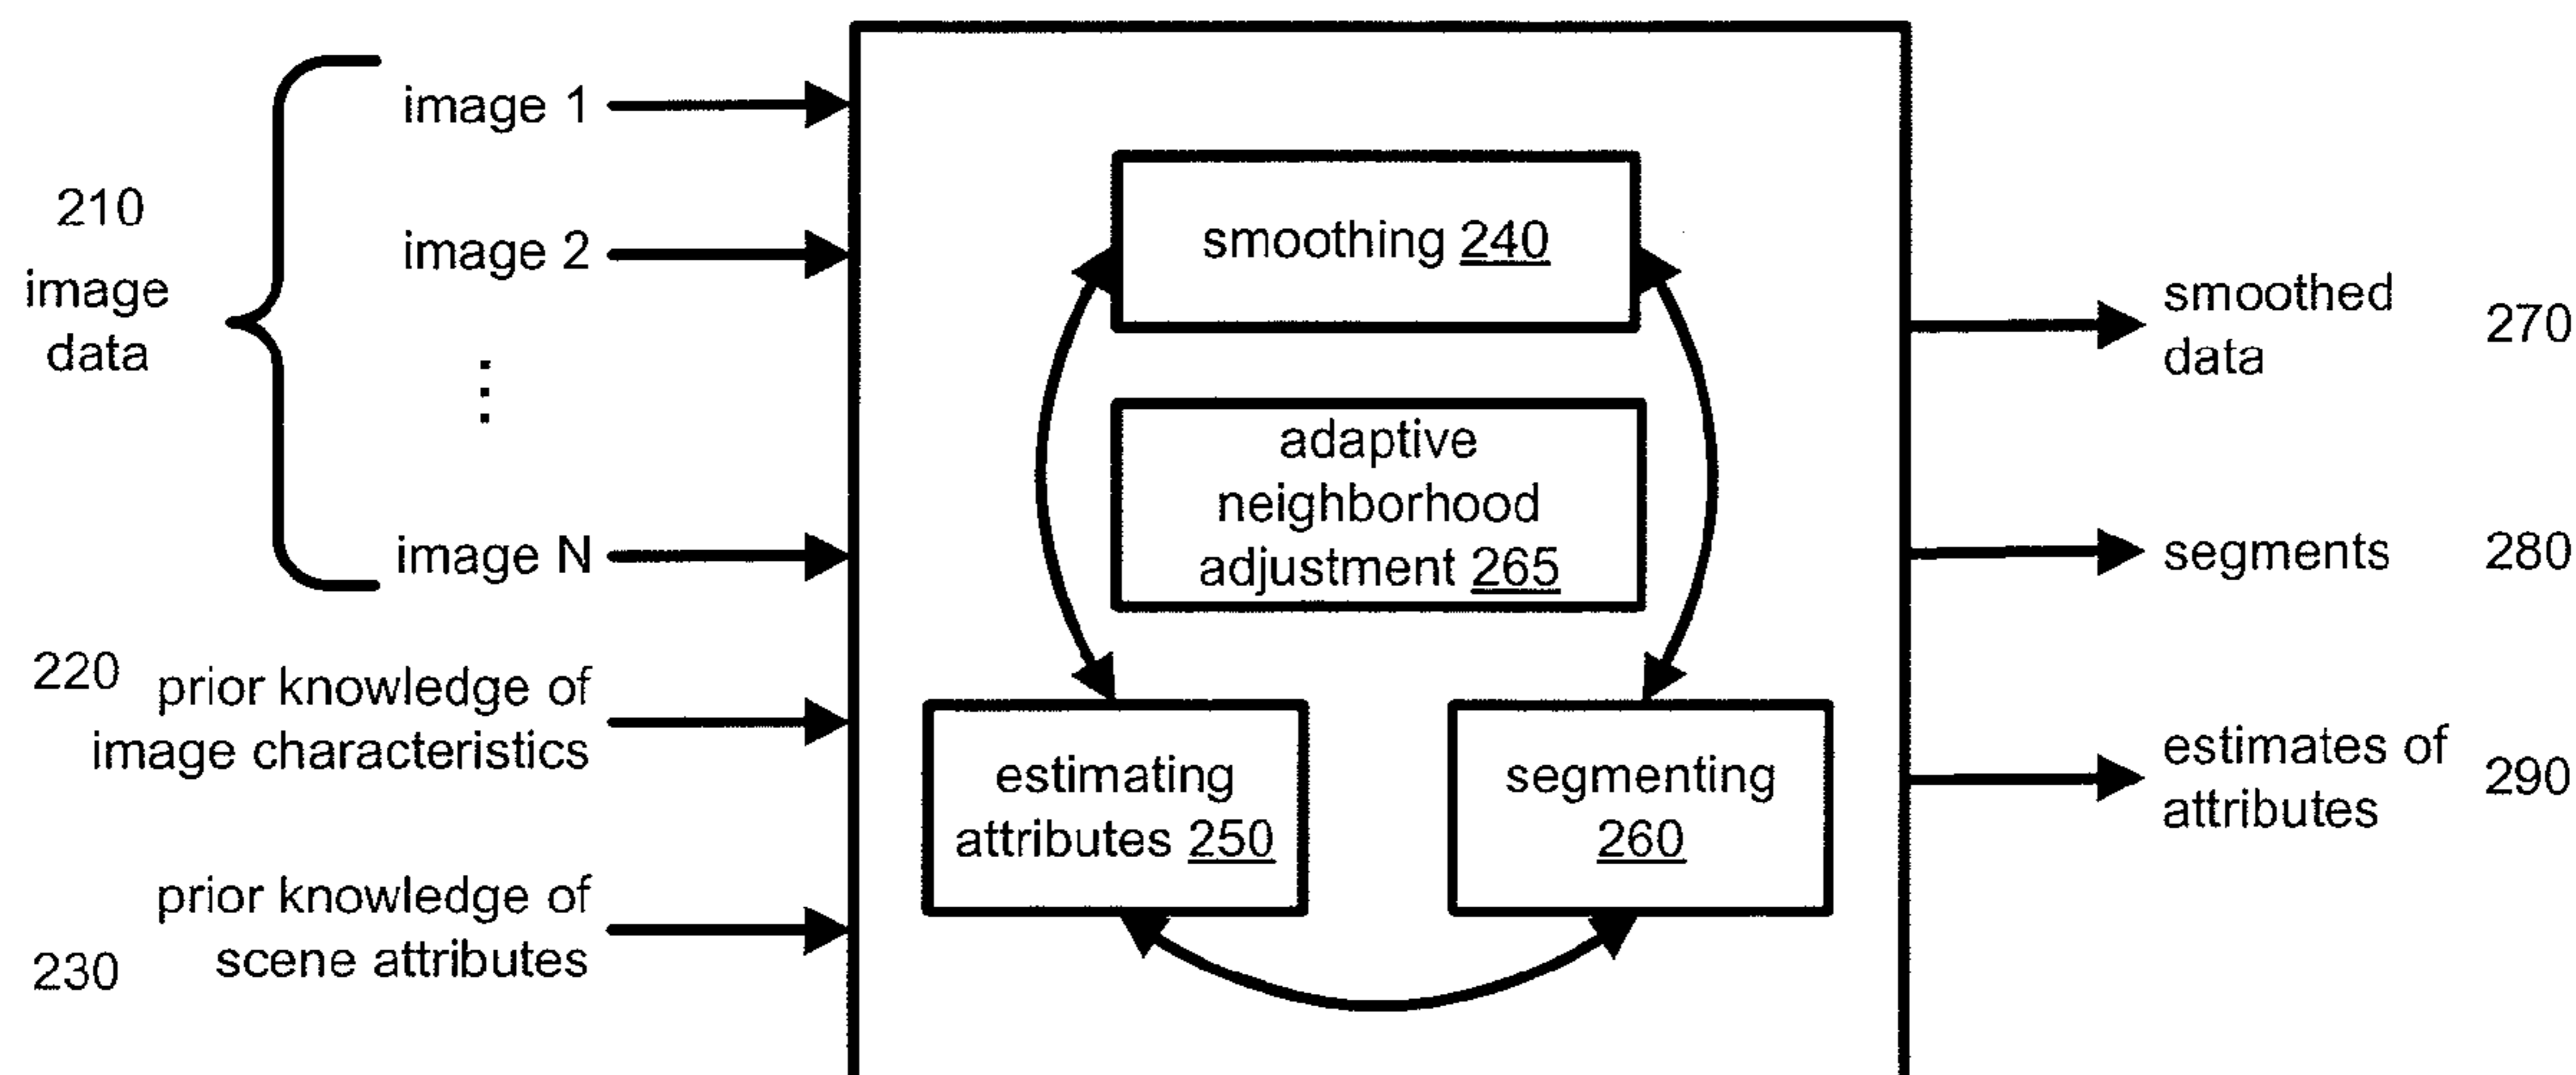 210
image
data
image 1
image 2
⋮
image N
220
prior knowledge of
image characteristics
230
prior knowledge of
scene attributes
smoothing 240
adaptive
neighborhood
adjustment 265
estimating
attributes 250
segmenting
260
smoothed
data
270
segments
280
estimates of
attributes
290